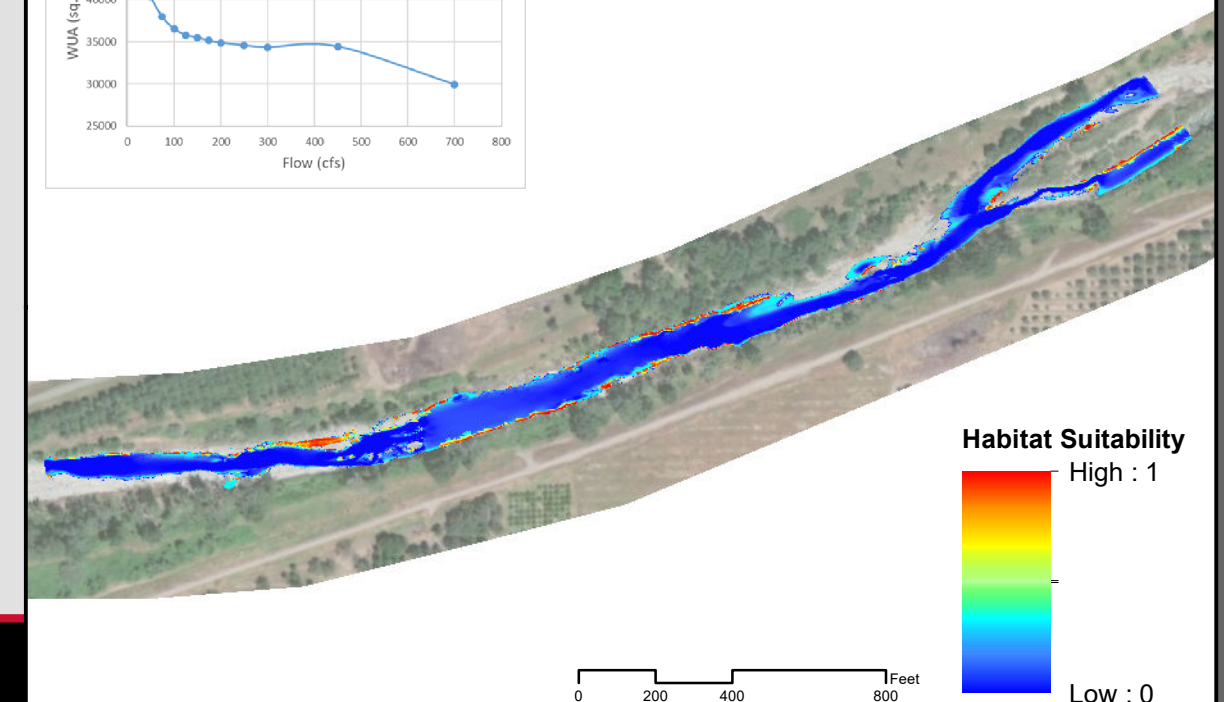 40000
WUA (sq.
35000
30000
25000
0 100 200 300 400 500 600 700 800
Flow (cfs)
Habitat Suitability
High : 1
Low : 0
Feet
0 200 400 800